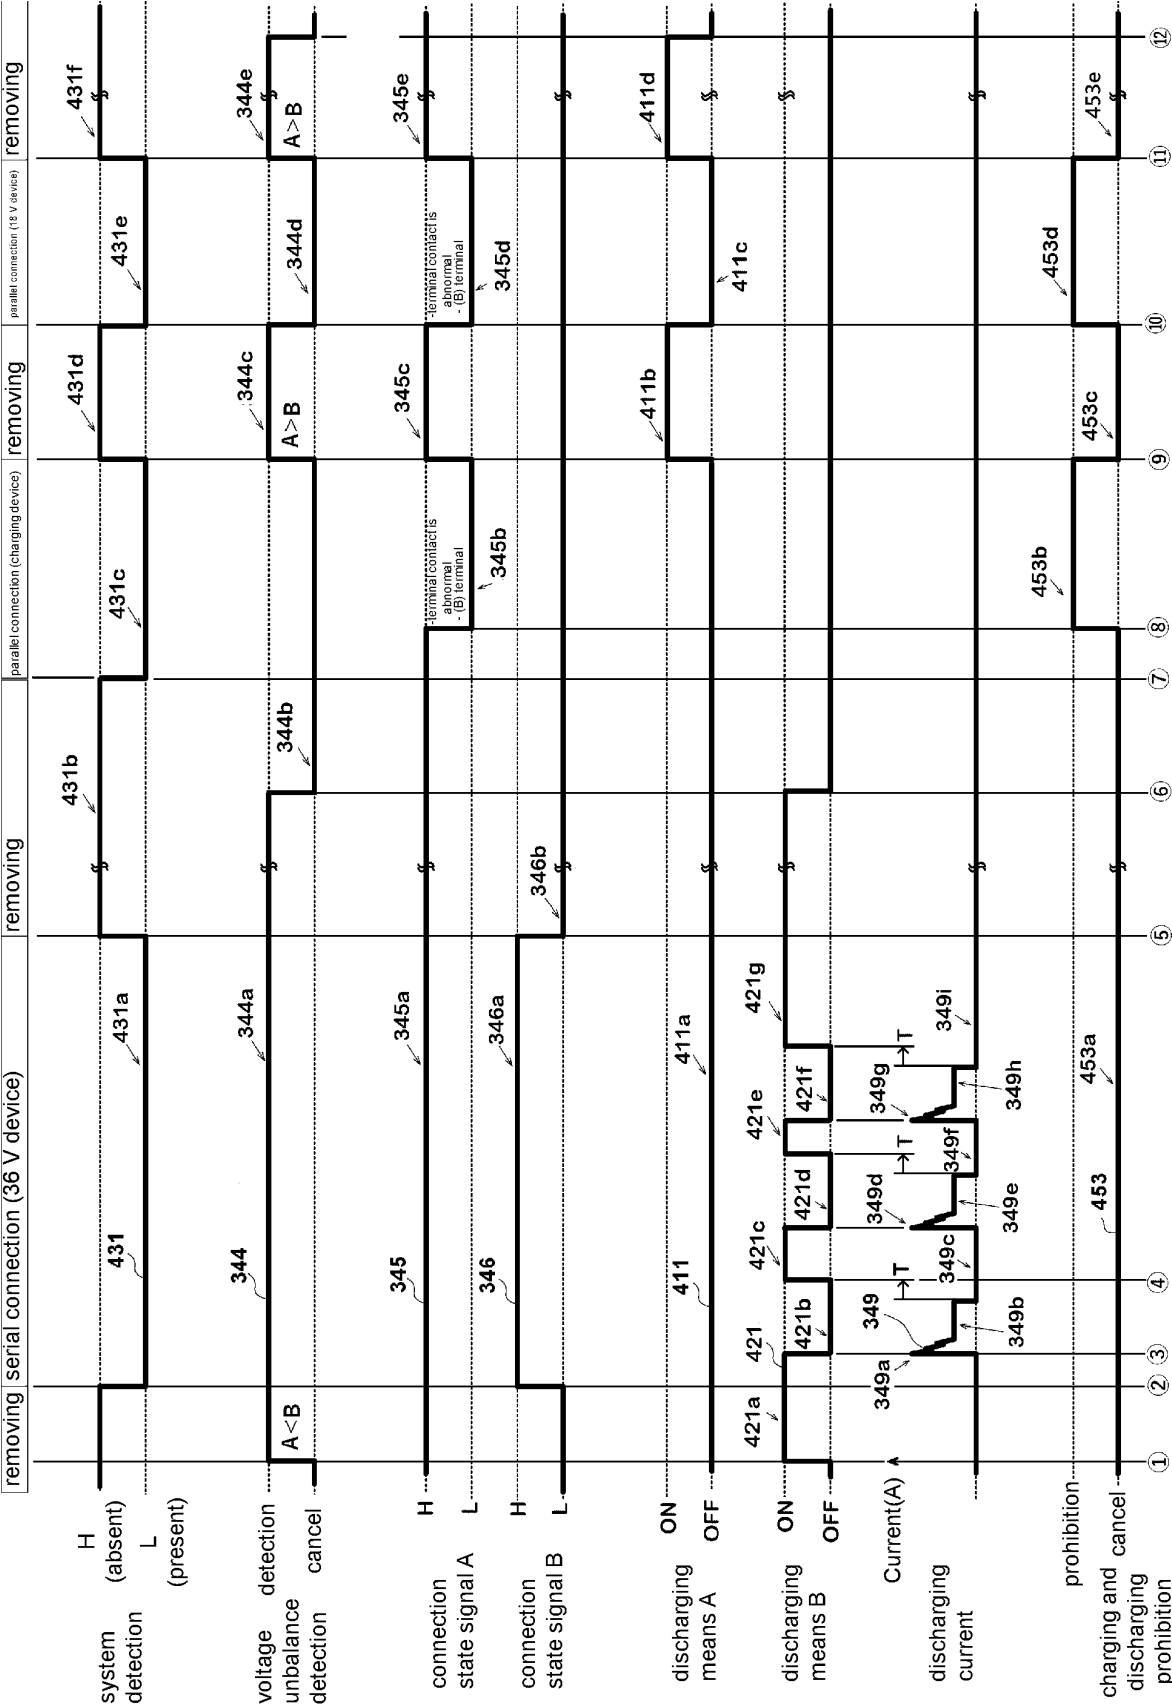 removing
serial connection (36 V device)
removing
parallel connection (charging device)
removing
parallel connection (18 V device)
removing
system
detection
H
(absent)
L
(present)
431
431a
431b
431c
431d
431e
431f
voltage
unbalance
detection
detection
cancel
A<B
344
344a
344b
344c
A>B
344d
344e
A>B
connection
state signal A
H
L
345
345a
-terminal contact is
abnormal
- (B) terminal
345b
345c
-terminal contact is
abnormal
- (B) terminal
345d
345e
connection
state signal B
H
L
346
346a
346b
discharging
means A
ON
OFF
411
411a
411b
411c
411d
discharging
means B
ON
OFF
421a
421
421b
421c
421d
421e
421f
421g
discharging
current
Current(A)
349a
349
349b
T
349c
349d
349e
T
349f
349g
349h
T
349i
charging and
discharging
prohibition
prohibition
cancel
453
453a
453b
453c
453d
453e
①
②
③
④
⑤
⑥
⑦
⑧
⑨
⑩
⑪
⑫